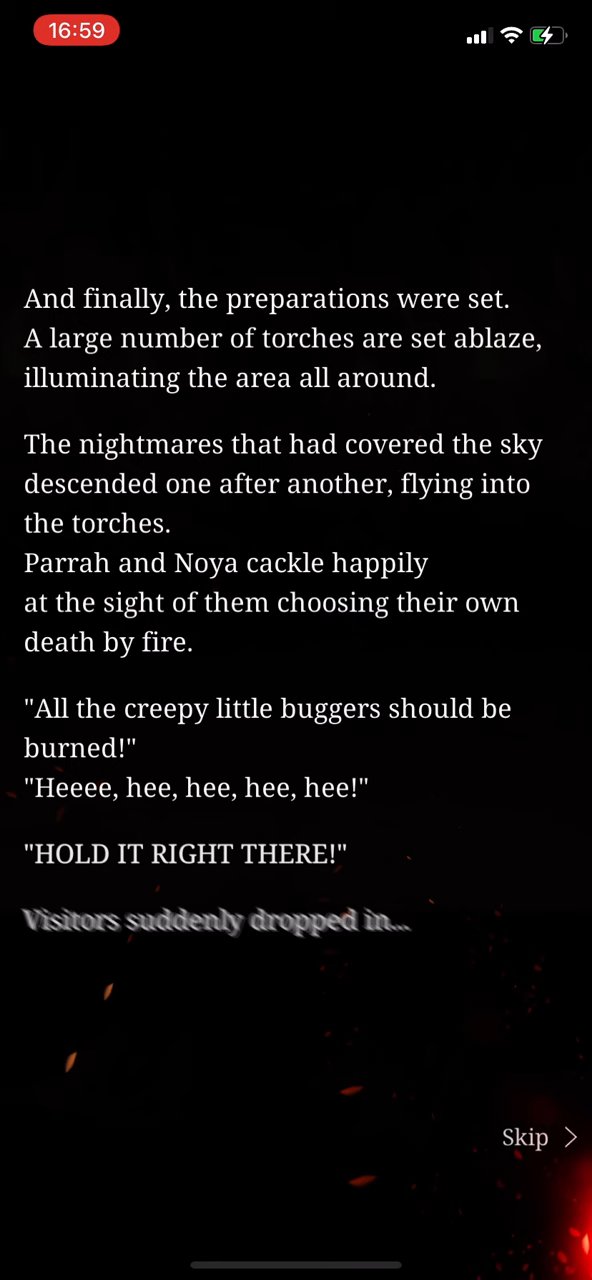 16:59
And finally, the preparations were set.
A large number of torches are set ablaze,
illuminating the area all around.
The nightmares that had covered the sky
descended one after another, flying into
the torches.
Parrah and Noya cackle happily
at the sight of them choosing their own
death by fire.
"All the creepy little buggers should be
burned!"
"Heeee, hee, hee, hee, hee!"
"HOLD IT RIGHT THERE!"
Visitors suddenly dropped in...
Skip